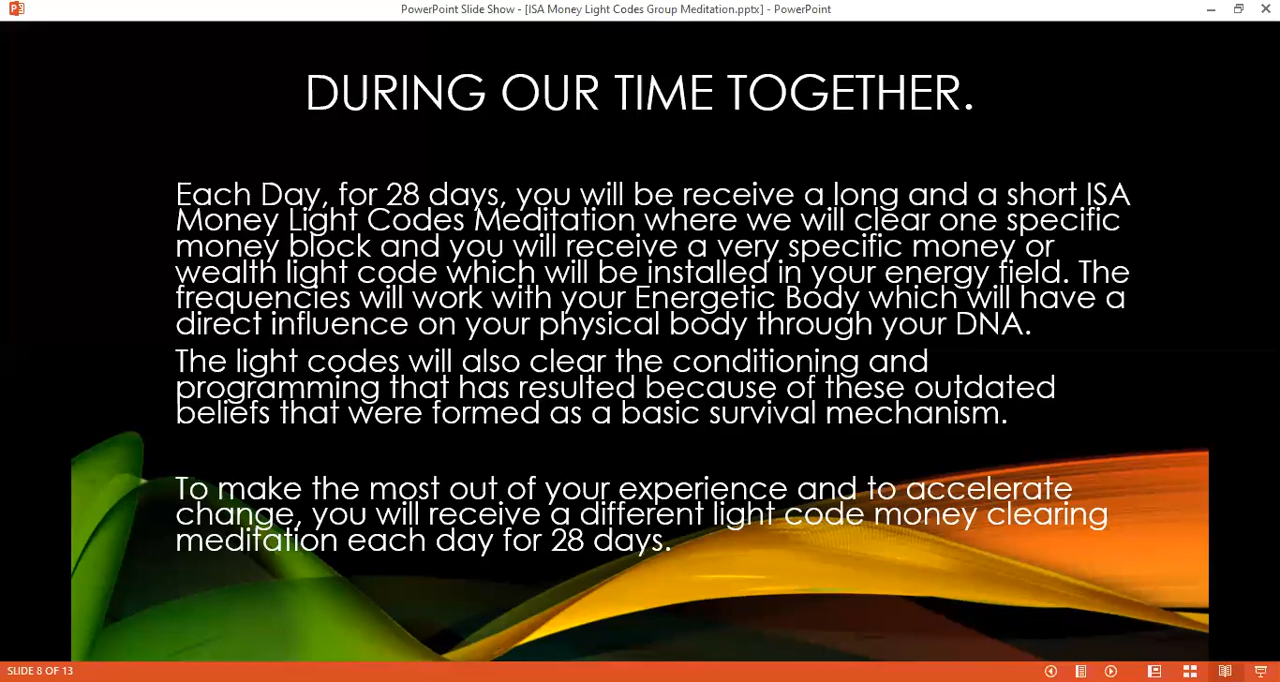 PowerPoint Slide Show - [ISA Money Light Codes Group Meditation.pptx] - PowerPoint
DURING OUR TIME TOGETHER.
Each Day, for 28 days, you will be receive a long and a short ISA
Money Light Codes Meditation where we will clear one specific
money block and you will receive a very specific money or
wealth light code which will be installed in your energy field. The
frequencies will work with your Energetic Body which will have a
direct influence on your physical body through your DNA.
The light codes will also clear the conditioning and
programming that has resulted because of these outdated
beliefs that were formed as a basic survival mechanism.
To make the most out of your experience and to accelerate
change, you will receive a different light code money clearing
meditation each day for 28 days.
SLIDE 8 OF 13